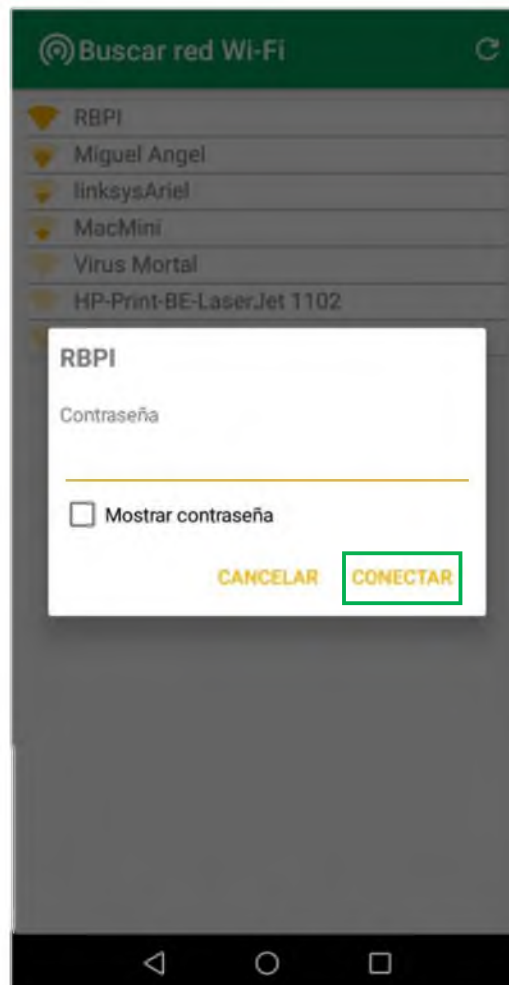 Buscar red Wi-Fi
RBPI
Miguel Angel
linksysAriel
MacMini
Virus Mortal
HP-Print-BE-LaserJet 1102
RBPI
Contraseña
Mostrar contraseña
CANCELAR CONECTAR